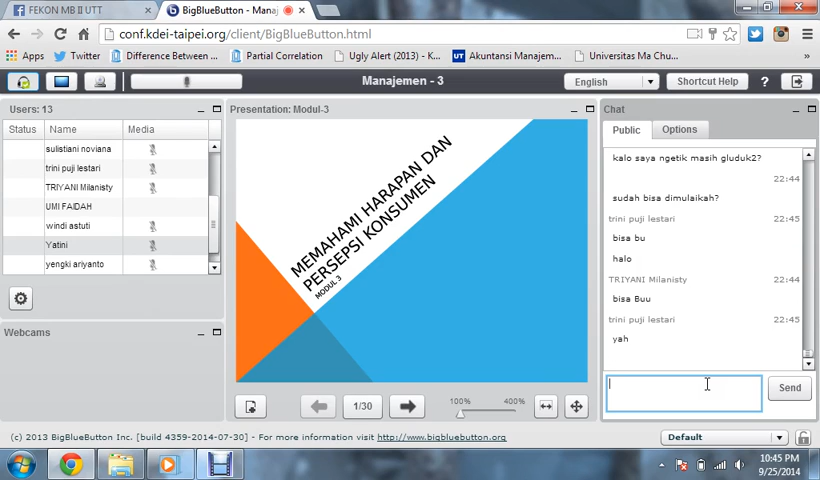 FEKON MB II UTT
BigBlueButton - Manaj
conf.kdei-taipei.org/client/BigBlueButton.html
Apps
Twitter
Difference Between ...
Partial Correlation
Ugly Alert (2013) - K...
UT
Akuntansi Manajem...
Universitas Ma Chu...
Manajemen - 3
English
Shortcut Help
?
Users: 13
Status
Name
Media
sulistiani noviana
trini puji lestari
TRIYANI Milanisty
UMI FAIDAH
windi astuti
Yatini
yengki ariyanto
Webcams
Presentation: Modul-3
MEMAHAMI HARAPAN DAN
PERSEPSI KONSUMEN
MODUL 3
1/30
100%
400%
Chat
Public
Options
kalo saya ngetik masih gluduk2?
22:44
sudah bisa dimulaikah?
trini puji lestari
22:45
bisa bu
halo
TRIYANI Milanisty
22:44
bisa Buu
trini puji lestari
22:45
yah
Send
(c) 2013 BigBlueButton Inc. [build 4359-2014-07-30] - For more information visit http://www.bigbluebutton.org
Default
10:45 PM
9/25/2014